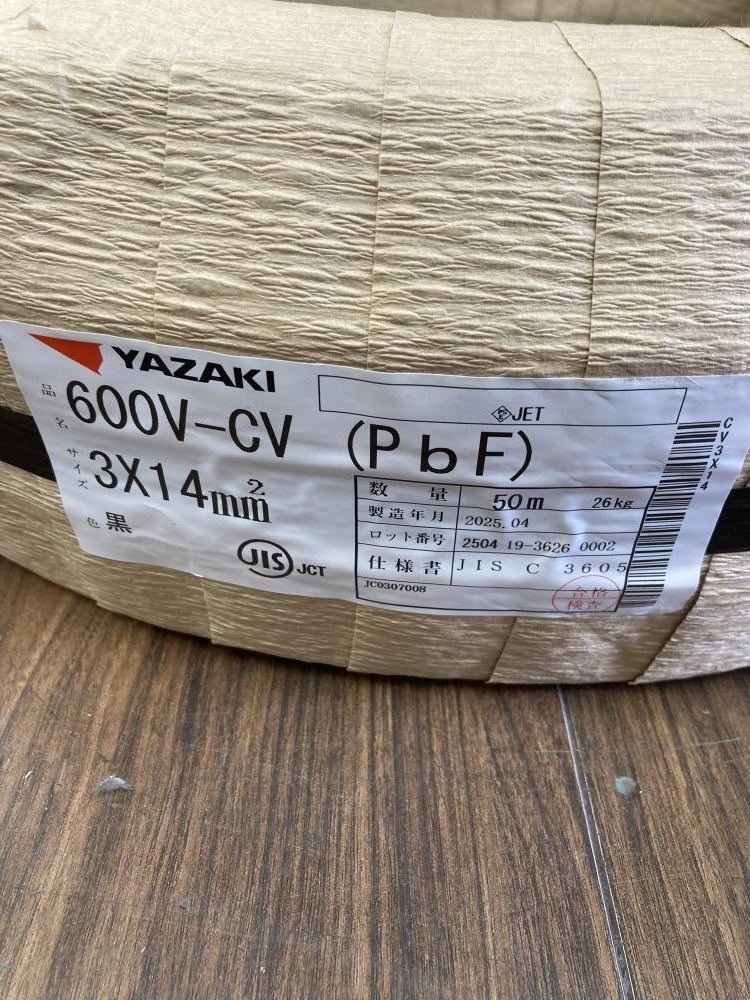 YAZAKI
品名 600V-CV (PbF)
<PS>E JET
サイズ 3X14mm²
色 黒
JIS JCT
数 量 50m 26kg
製造年月 2025.04
ロット番号 2504 19-3626 0002
仕様書 JIS C 3605
JC0307008
合格
検査
CV3X14